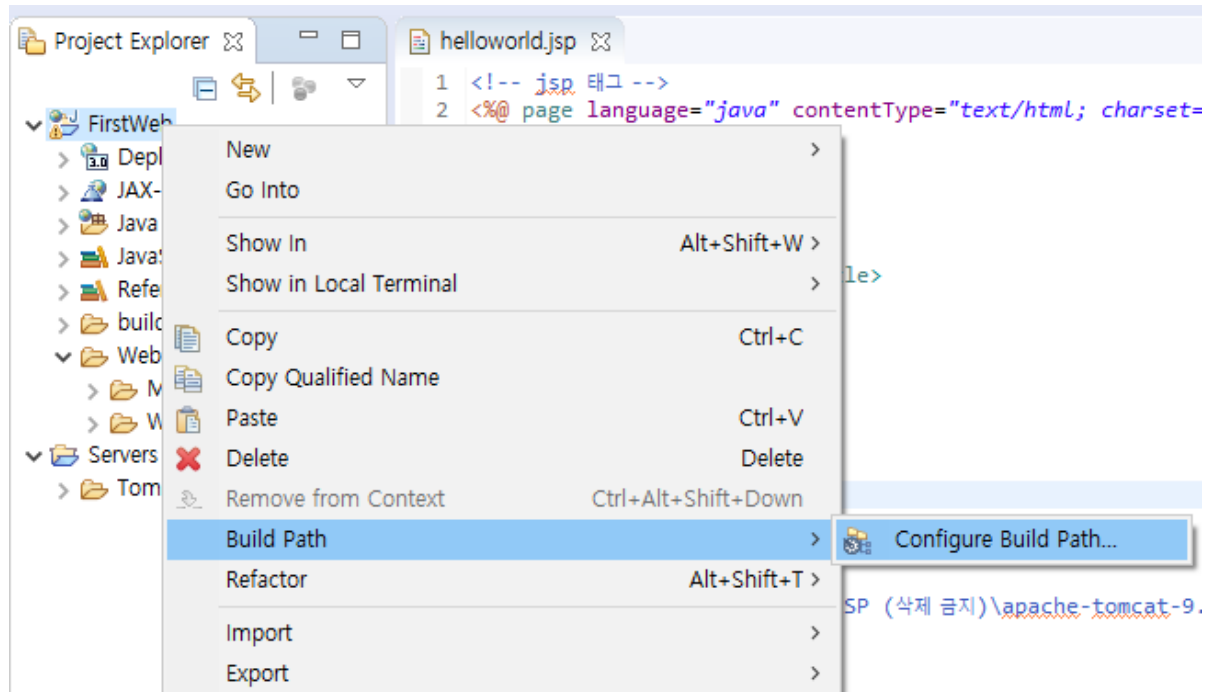 Project Explorer
helloworld.jsp
1 <!-- jsp 태그 -->
2 <%@ page language="java" contentType="text/html; charset=
FirstWeb
Depl
JAX-
Java
Java
Refe
build
Web
M
W
Servers
Tom
New
Go Into
Show In Alt+Shift+W
Show in Local Terminal
le>
Copy Ctrl+C
Copy Qualified Name
Paste Ctrl+V
Delete Delete
Remove from Context Ctrl+Alt+Shift+Down
Build Path
Configure Build Path...
Refactor Alt+Shift+T
SP (삭제 금지)\apache-tomcat-9.
Import
Export